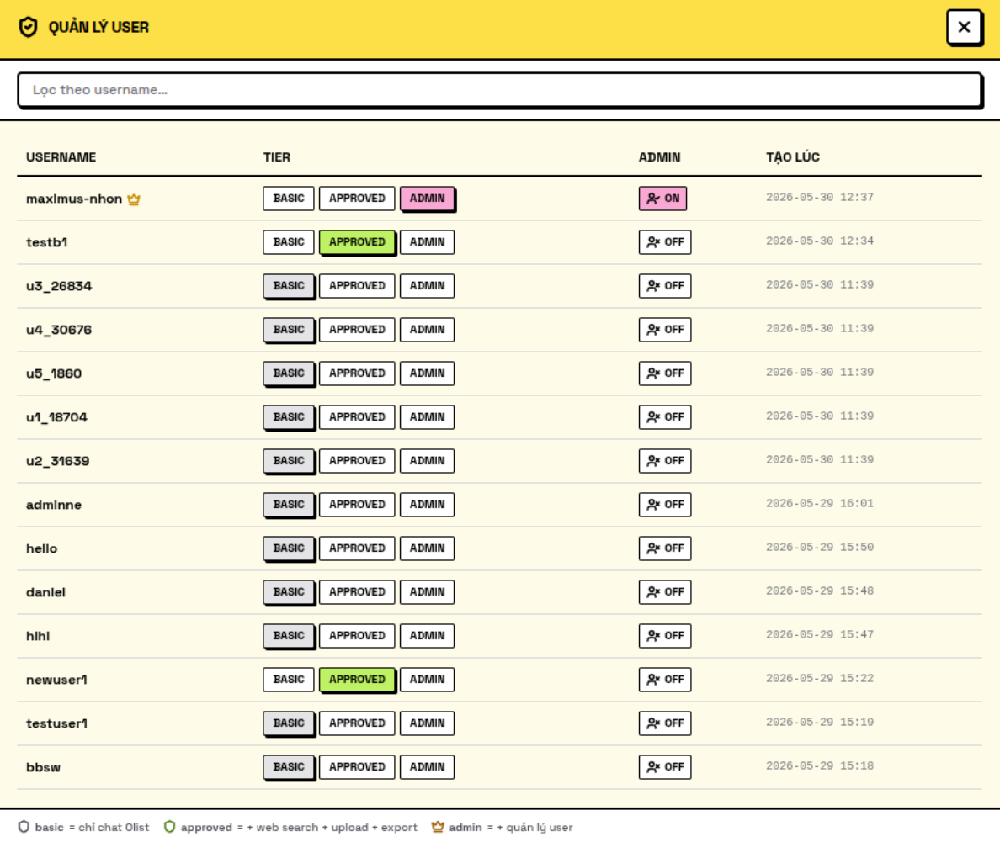 QUẢN LÝ USER
Lọc theo username...
USERNAME TIER ADMIN TẠO LÚC
maximus-nhon BASIC APPROVED ADMIN ON 2026-05-30 12:37
testb1 BASIC APPROVED ADMIN OFF 2026-05-30 12:34
u3_26834 BASIC APPROVED ADMIN OFF 2026-05-30 11:39
u4_30676 BASIC APPROVED ADMIN OFF 2026-05-30 11:39
u5_1860 BASIC APPROVED ADMIN OFF 2026-05-30 11:39
u1_18704 BASIC APPROVED ADMIN OFF 2026-05-30 11:39
u2_31639 BASIC APPROVED ADMIN OFF 2026-05-30 11:39
adminne BASIC APPROVED ADMIN OFF 2026-05-29 16:01
hello BASIC APPROVED ADMIN OFF 2026-05-29 15:50
daniel BASIC APPROVED ADMIN OFF 2026-05-29 15:48
hihi BASIC APPROVED ADMIN OFF 2026-05-29 15:47
newuser1 BASIC APPROVED ADMIN OFF 2026-05-29 15:22
testuser1 BASIC APPROVED ADMIN OFF 2026-05-29 15:19
bbsw BASIC APPROVED ADMIN OFF 2026-05-29 15:18
basic = chỉ chat Olist approved = + web search + upload + export admin = + quản lý user